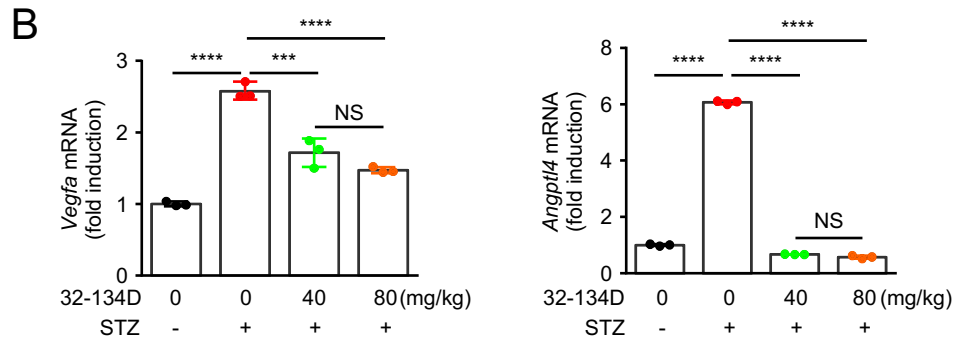 B
****
**** ***
NS
3
2
1
0
Vegfa mRNA
(fold induction)
32-134D 0 0 40 80 (mg/kg)
STZ - + + +
****
**** ****
NS
8
6
4
2
0
Angptl4 mRNA
(fold induction)
32-134D 0 0 40 80 (mg/kg)
STZ - + + +